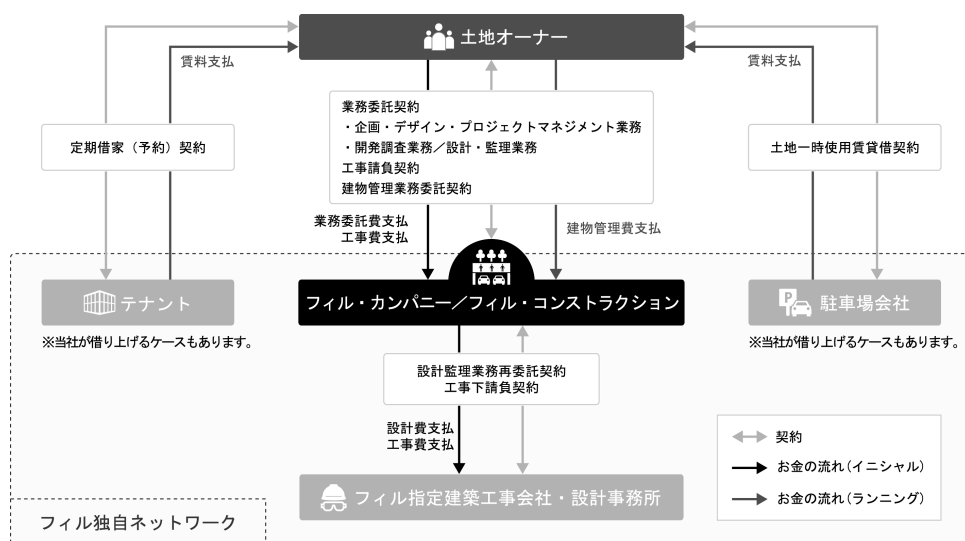 土地オーナー
賃料支払
賃料支払
業務委託契約
・企画・デザイン・プロジェクトマネジメント業務
・開発調査業務／設計・監理業務
工事請負契約
建物管理業務委託契約
定期借家（予約）契約
土地一時使用賃貸借契約
業務委託費支払
工事費支払
建物管理費支払
テナント
フィル・カンパニー／フィル・コンストラクション
P
駐車場会社
※当社が借り上げるケースもあります。
※当社が借り上げるケースもあります。
設計監理業務再委託契約
工事下請負契約
設計費支払
工事費支払
契約
お金の流れ（イニシャル）
お金の流れ（ランニング）
フィル指定建築工事会社・設計事務所
フィル独自ネットワーク